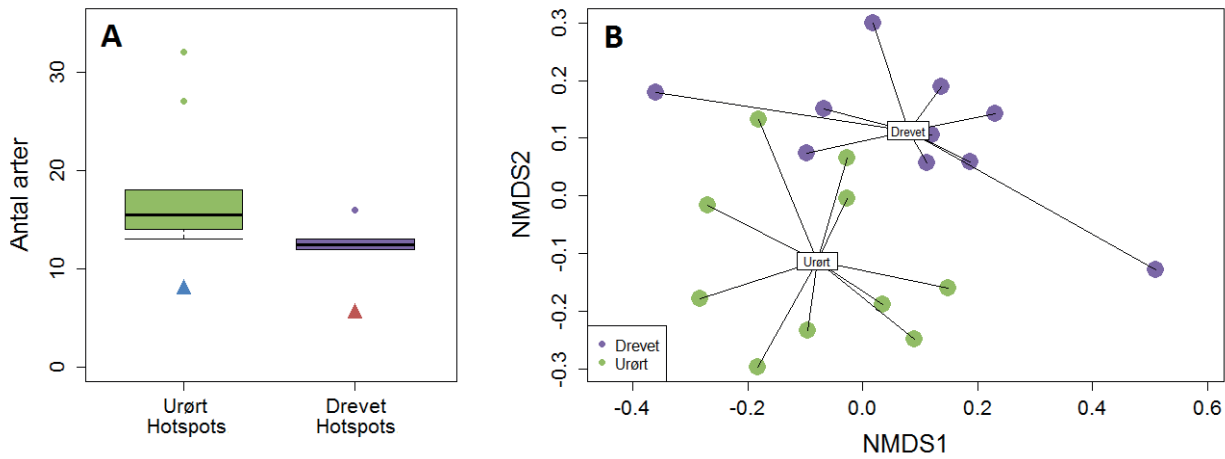 A
Antal arter
30
20
10
0
Urørt
Hotspots
Drevet
Hotspots
B
NMDS2
0.3
0.2
0.1
0.0
-0.1
-0.2
-0.3
Drevet
Urørt
Drevet
Urørt
-0.4
-0.2
0.0
0.2
0.4
0.6
NMDS1